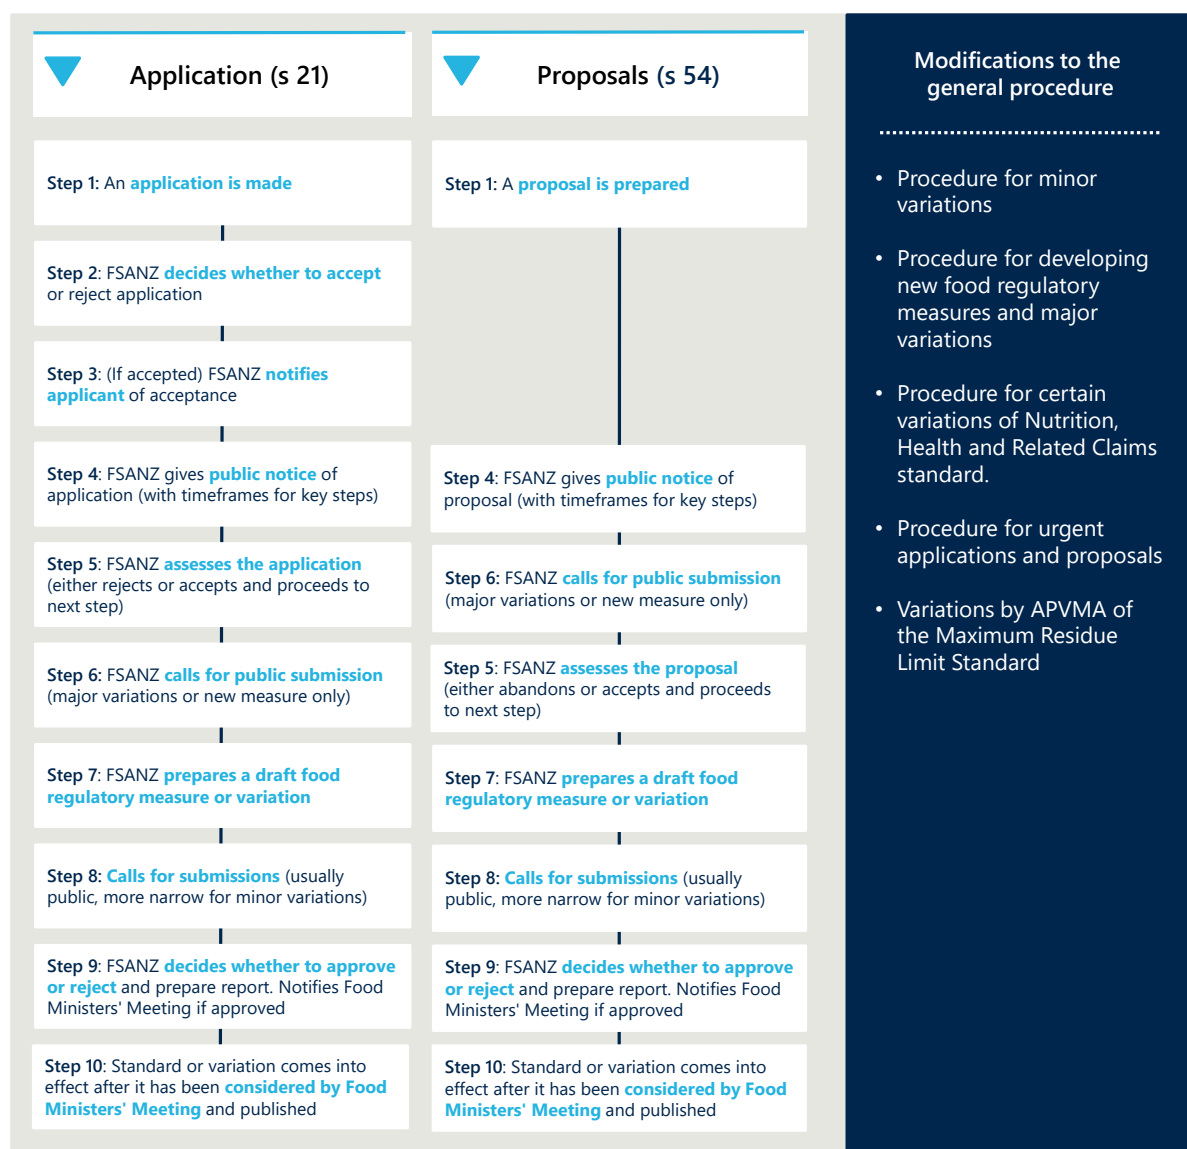 Application (s 21)
Step 1: An application is made
Step 2: FSANZ decides whether to accept
or reject application
Step 3: (If accepted) FSANZ notifies
applicant of acceptance
Step 4: FSANZ gives public notice of
application (with timeframes for key steps)
Step 5: FSANZ assesses the application
(either rejects or accepts and proceeds to
next step)
Step 6: FSANZ calls for public submission
(major variations or new measure only)
Step 7: FSANZ prepares a draft food
regulatory measure or variation
Step 8: Calls for submissions (usually
public, more narrow for minor variations)
Step 9: FSANZ decides whether to approve
or reject and prepare report. Notifies Food
Ministers' Meeting if approved
Step 10: Standard or variation comes into
effect after it has been considered by Food
Ministers' Meeting and published
Proposals (s 54)
Step 1: A proposal is prepared
Step 4: FSANZ gives public notice of
proposal (with timeframes for key steps)
Step 6: FSANZ calls for public submission
(major variations or new measure only)
Step 5: FSANZ assesses the proposal
(either abandons or accepts and proceeds
to next step)
Step 7: FSANZ prepares a draft food
regulatory measure or variation
Step 8: Calls for submissions (usually
public, more narrow for minor variations)
Step 9: FSANZ decides whether to approve
or reject and prepare report. Notifies Food
Ministers' Meeting if approved
Step 10: Standard or variation comes into
effect after it has been considered by Food
Ministers' Meeting and published
Modifications to the
general procedure
• Procedure for minor
variations
• Procedure for developing
new food regulatory
measures and major
variations
• Procedure for certain
variations of Nutrition,
Health and Related Claims
standard.
• Procedure for urgent
applications and proposals
• Variations by APVMA of
the Maximum Residue
Limit Standard